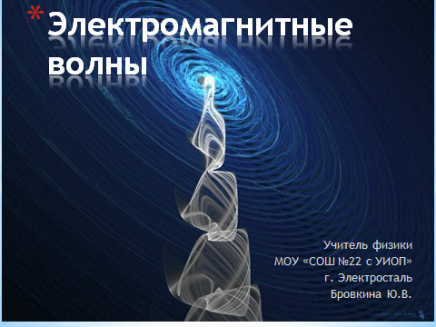 * Электромагнитные
волны
Учитель физики
МОУ «СОШ №22 с УИОП»
г. Электросталь
Бровкина Ю.В.